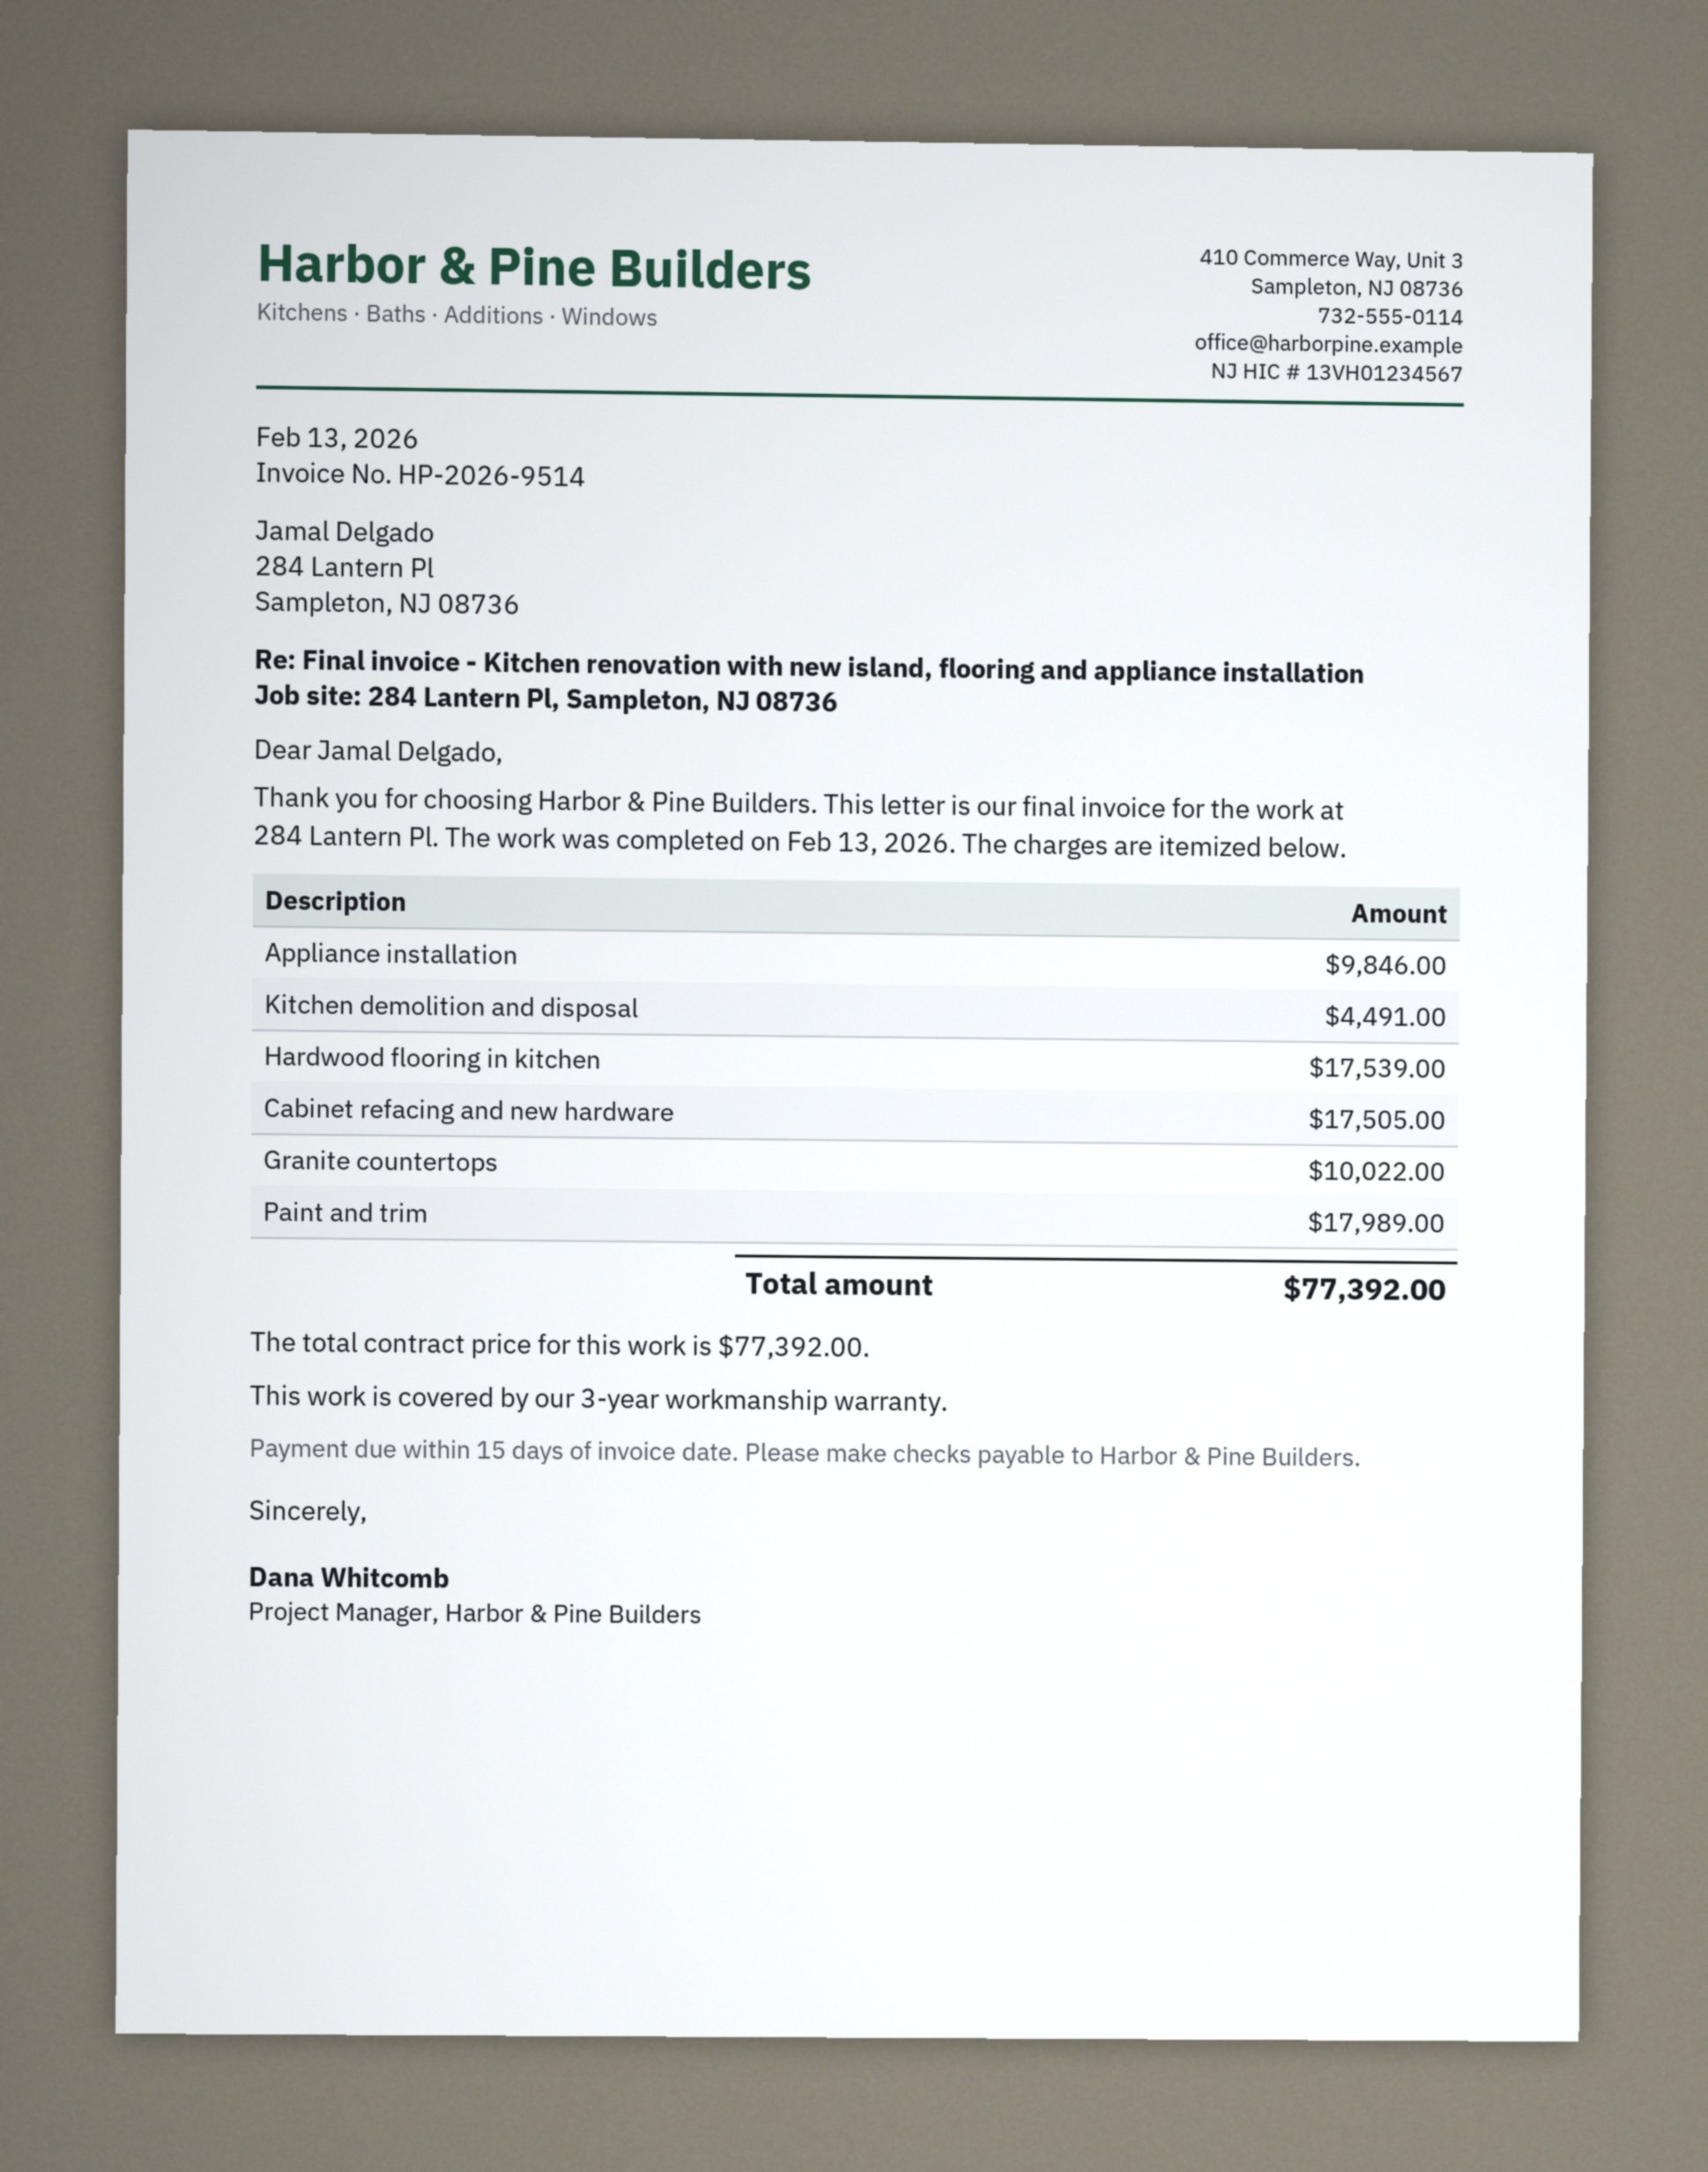 Harbor & Pine Builders
Kitchens · Baths · Additions · Windows
410 Commerce Way, Unit 3
Sampleton, NJ 08736
732-555-0114
office@harborpine.example
NJ HIC # 13VH01234567
Feb 13, 2026
Invoice No. HP-2026-9514
Jamal Delgado
284 Lantern Pl
Sampleton, NJ 08736
Re: Final invoice - Kitchen renovation with new island, flooring and appliance installation
Job site: 284 Lantern Pl, Sampleton, NJ 08736
Dear Jamal Delgado,
Thank you for choosing Harbor & Pine Builders. This letter is our final invoice for the work at
284 Lantern Pl. The work was completed on Feb 13, 2026. The charges are itemized below.
Description Amount
Appliance installation $9,846.00
Kitchen demolition and disposal $4,491.00
Hardwood flooring in kitchen $17,539.00
Cabinet refacing and new hardware $17,505.00
Granite countertops $10,022.00
Paint and trim $17,989.00
Total amount $77,392.00
The total contract price for this work is $77,392.00.
This work is covered by our 3-year workmanship warranty.
Payment due within 15 days of invoice date. Please make checks payable to Harbor & Pine Builders.
Sincerely,
Dana Whitcomb
Project Manager, Harbor & Pine Builders